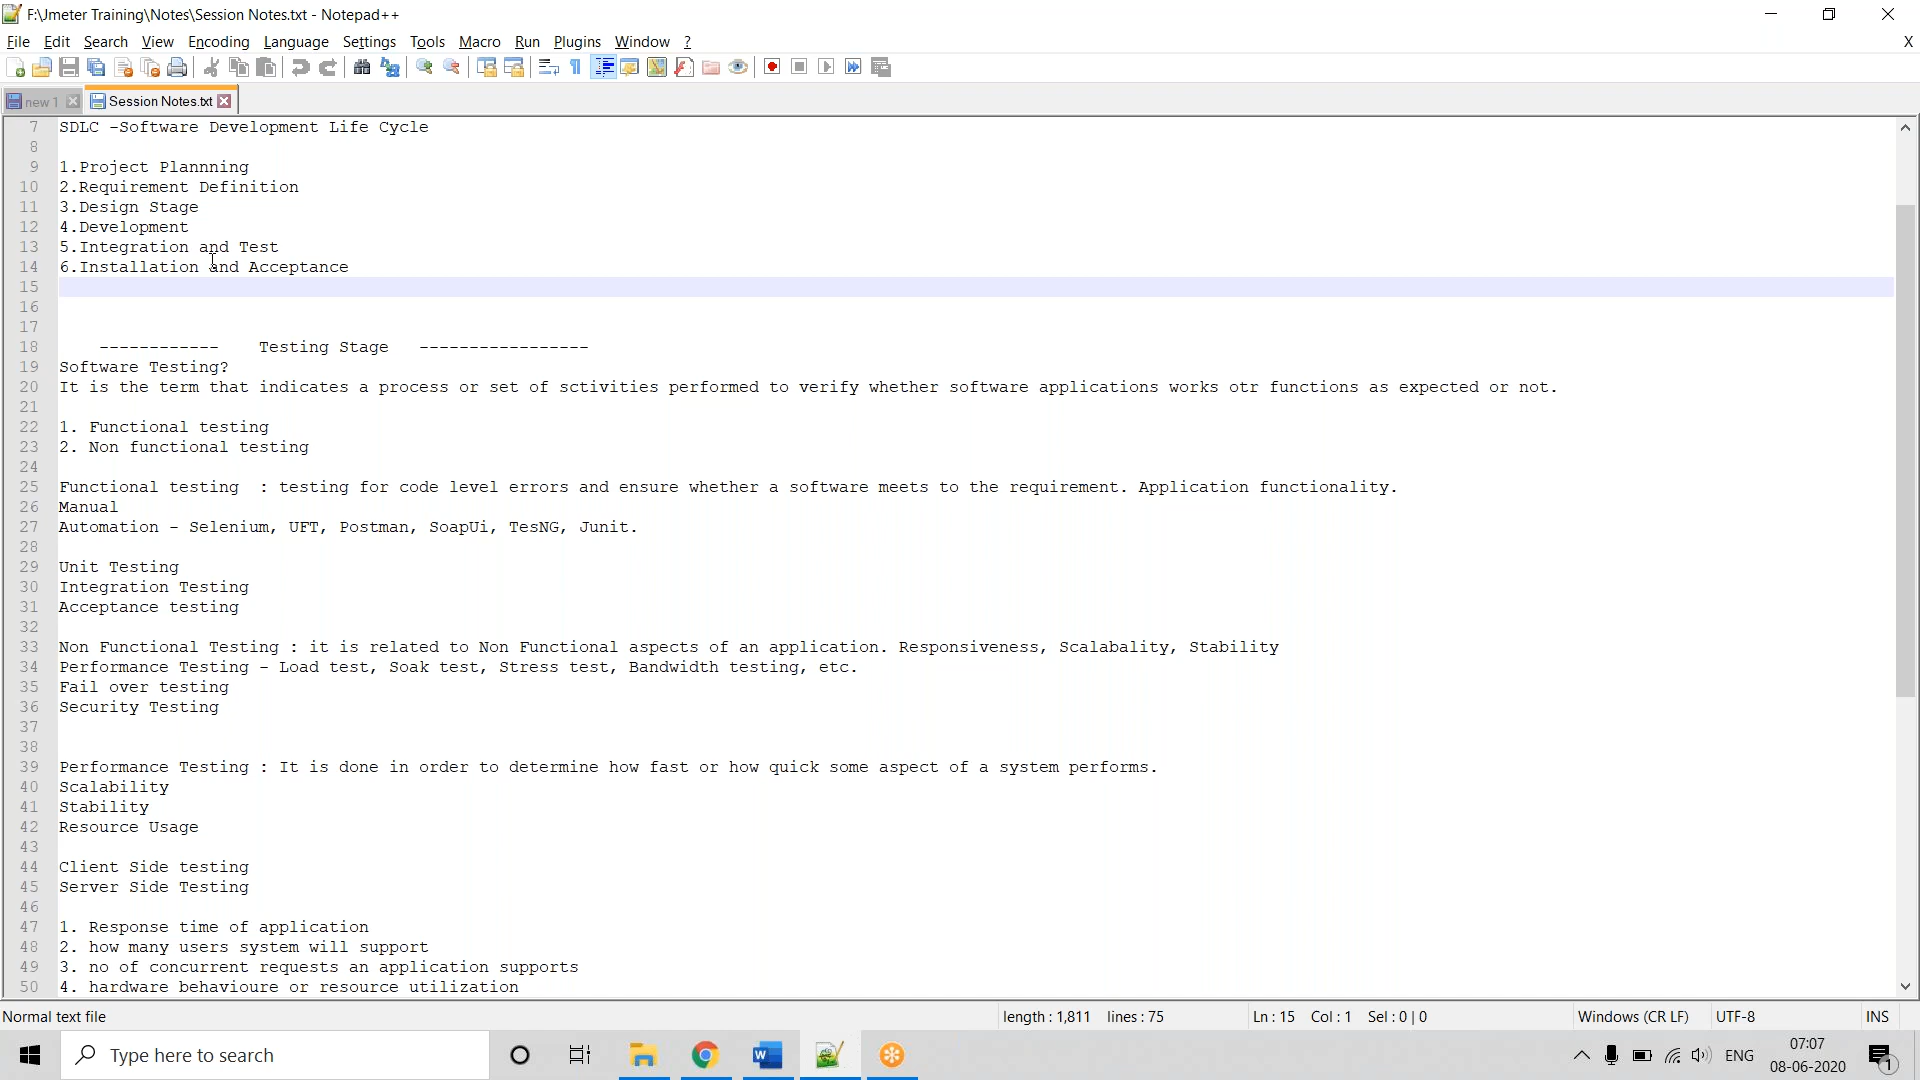 F:\Jmeter Training\Notes\Session Notes.txt - Notepad++
File Edit Search View Encoding Language Settings Tools Macro Run Plugins Window ? X
new 1 Session Notes.txt
7 SDLC -Software Development Life Cycle
8
9 1.Project Plannning
10 2.Requirement Definition
11 3.Design Stage
12 4.Development
13 5.Integration and Test
14 6.Installation and Acceptance
15
16
17
18 ------------ Testing Stage -----------------
19 Software Testing?
20 It is the term that indicates a process or set of sctivities performed to verify whether software applications works otr functions as expected or not.
21
22 1. Functional testing
23 2. Non functional testing
24
25 Functional testing : testing for code level errors and ensure whether a software meets to the requirement. Application functionality.
26 Manual
27 Automation - Selenium, UFT, Postman, SoapUi, TesNG, Junit.
28
29 Unit Testing
30 Integration Testing
31 Acceptance testing
32
33 Non Functional Testing : it is related to Non Functional aspects of an application. Responsiveness, Scalabality, Stability
34 Performance Testing - Load test, Soak test, Stress test, Bandwidth testing, etc.
35 Fail over testing
36 Security Testing
37
38
39 Performance Testing : It is done in order to determine how fast or how quick some aspect of a system performs.
40 Scalability
41 Stability
42 Resource Usage
43
44 Client Side testing
45 Server Side Testing
46
47 1. Response time of application
48 2. how many users system will support
49 3. no of concurrent requests an application supports
50 4. hardware behavioure or resource utilization
Normal text file length : 1,811 lines : 75 Ln : 15 Col : 1 Sel : 0 | 0 Windows (CR LF) UTF-8 INS
Type here to search ENG 07:07
08-06-2020 1